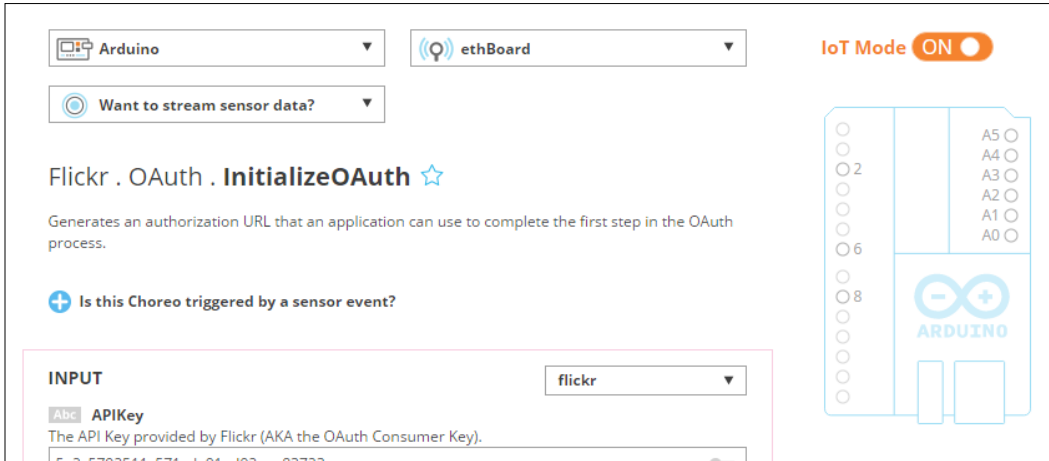 Arduino
ethBoard
IoT Mode ON
Want to stream sensor data?
Flickr . OAuth . InitializeOAuth
Generates an authorization URL that an application can use to complete the first step in the OAuth
process.
Is this Choreo triggered by a sensor event?
INPUT
flickr
Abc APIKey
The API Key provided by Flickr (AKA the OAuth Consumer Key).
A5
A4
2 A3
A2
A1
6 A0
8
ARDUINO